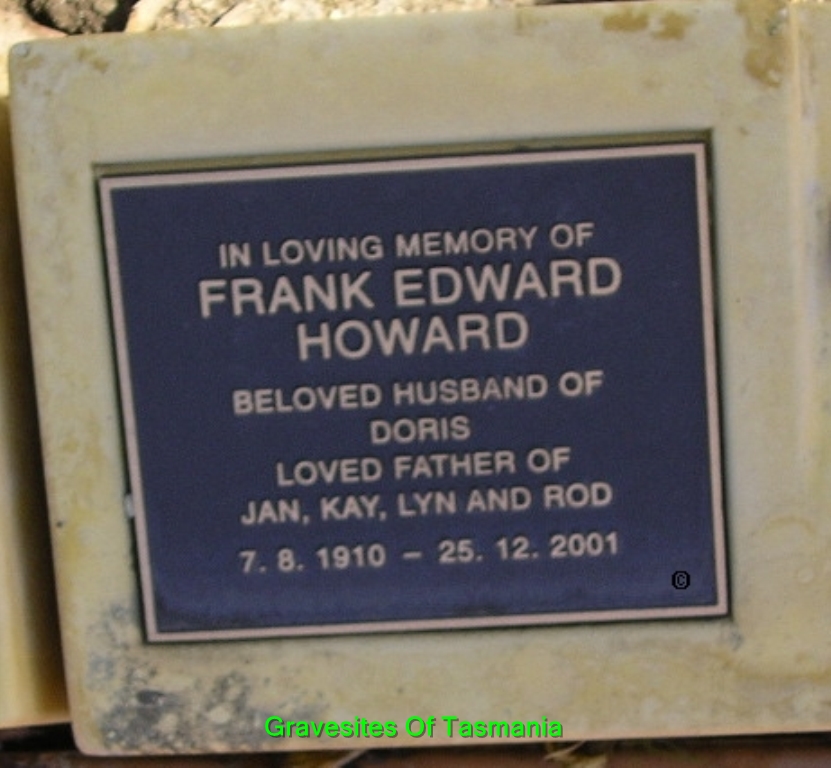 IN LOVING MEMORY OF
FRANK EDWARD
HOWARD
BELOVED HUSBAND OF
DORIS
LOVED FATHER OF
JAN, KAY, LYN AND ROD
7. 8. 1910 – 25. 12. 2001
©
Gravesites Of Tasmania